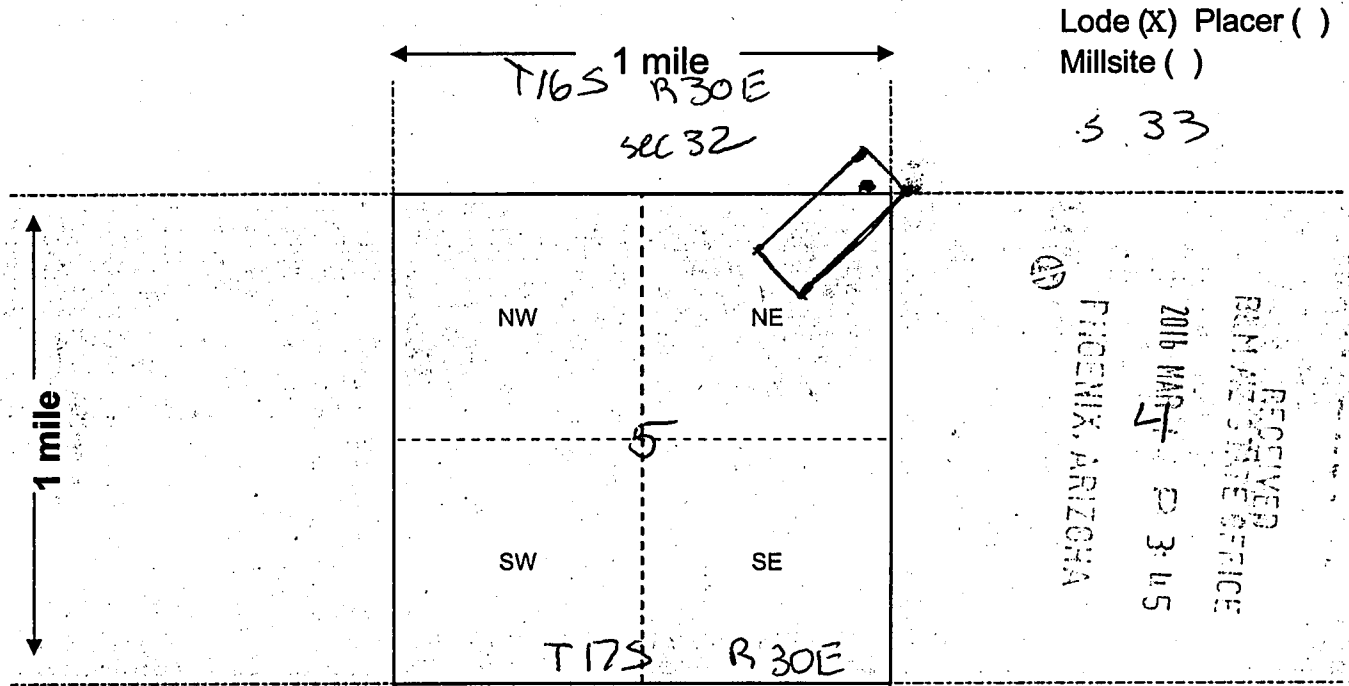 Lode (X) Placer ( )
Millsite ( )
1 mile
T16S R30E
sec 32
S 33
1 mile
NW
NE
5
SW
SE
T17S R30E
RECEIVED
BLM AZ STATE OFFICE
2016 MAR 4 P 3 45
PHOENIX, ARIZONA